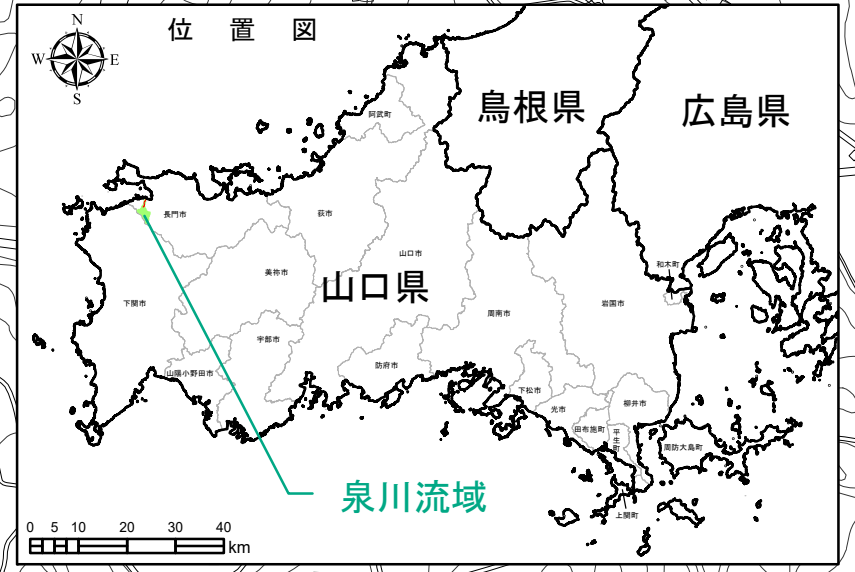 位置図
N
W
E
S
鳥根県
広島県
阿武町
長門市
萩市
山口市
和木町
美祢市
山口県
下関市
岩国市
周南市
宇部市
防府市
山陽小野田市
下松市
光市
柳井市
田布施町
平生町
周防大島町
上関町
泉川流域
0 5 10 20 30 40
km